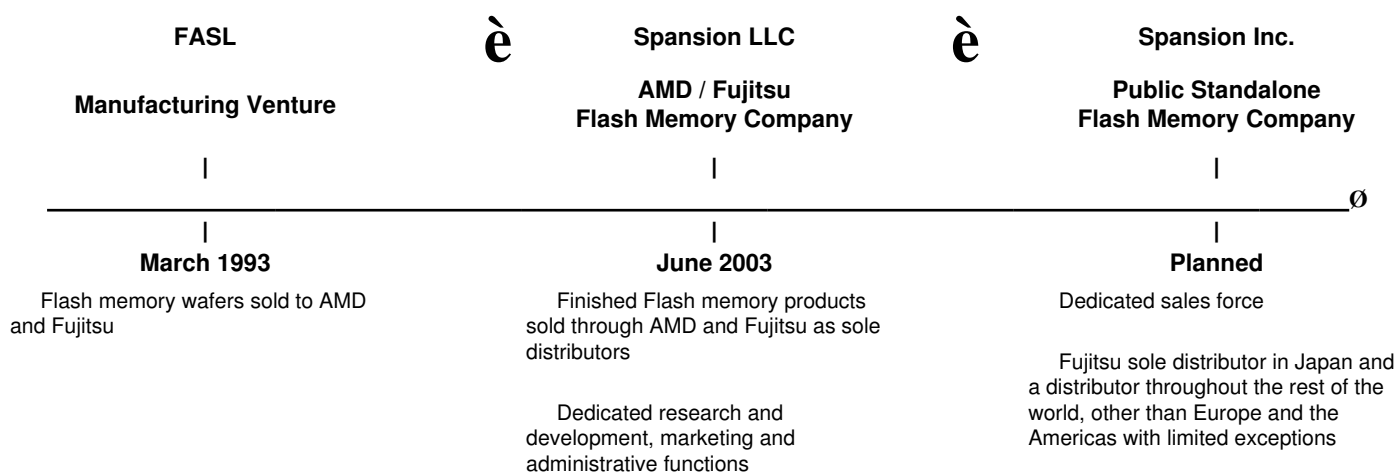 FASL è Spansion LLC è Spansion Inc.
Manufacturing Venture
AMD / Fujitsu
Flash Memory Company
Public Standalone
Flash Memory Company
| | |
ø
| | |
March 1993
Flash memory wafers sold to AMD
and Fujitsu
June 2003
Finished Flash memory products
sold through AMD and Fujitsu as sole
distributors
Dedicated research and
development, marketing and
administrative functions
Planned
Dedicated sales force
Fujitsu sole distributor in Japan and
a distributor throughout the rest of the
world, other than Europe and the
Americas with limited exceptions